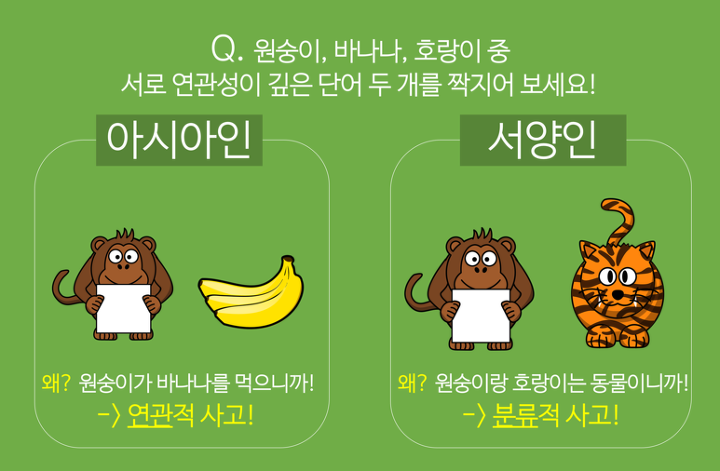 Q. 원숭이, 바나나, 호랑이 중
서로 연관성이 깊은 단어 두 개를 짝지어 보세요!
아시아인
서양인
왜? 원숭이가 바나나를 먹으니까!
-> 연관적 사고!
왜? 원숭이랑 호랑이는 동물이니까!
-> 분류적 사고!